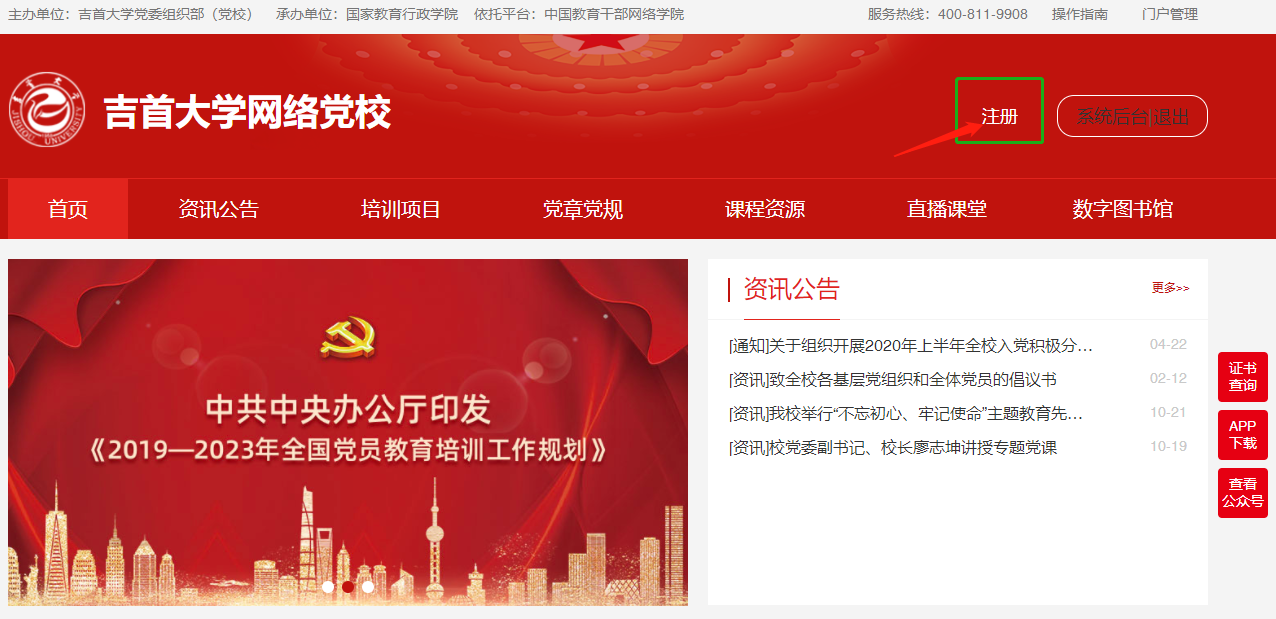 主办单位：吉首大学党委组织部（党校） 承办单位：国家教育行政学院 依托平台：中国教育干部网络学院 服务热线：400-811-9908 操作指南 门户管理
JISHOU UNIVERSITY
吉首大学网络党校
注册 系统后台|退出
首页 资讯公告 培训项目 党章党规 课程资源 直播课堂 数字图书馆
中共中央办公厅印发
《2019—2023年全国党员教育培训工作规划》
资讯公告 更多>>
[通知]关于组织开展2020年上半年全校入党积极分… 04-22
[资讯]致全校各基层党组织和全体党员的倡议书 02-12
[资讯]我校举行“不忘初心、牢记使命”主题教育先… 10-21
[资讯]校党委副书记、校长廖志坤讲授专题党课 10-19
证书
查询
APP
下载
查看
公众号